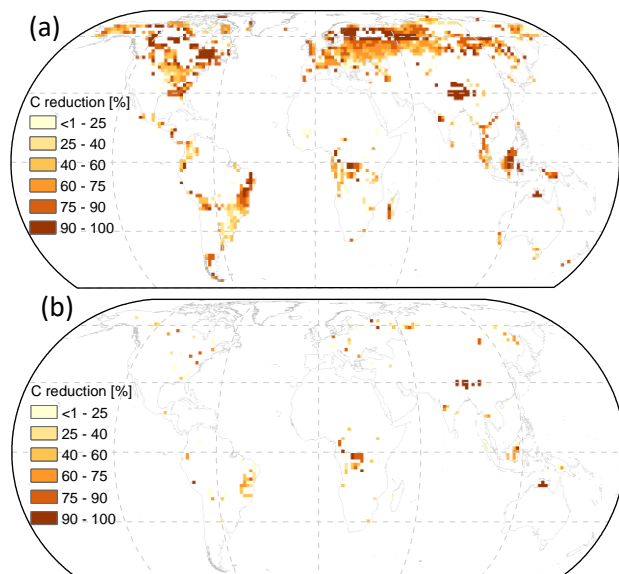 (a)
C reduction [%]
<1 - 25
25 - 40
40 - 60
60 - 75
75 - 90
90 - 100
(b)
C reduction [%]
<1 - 25
25 - 40
40 - 60
60 - 75
75 - 90
90 - 100